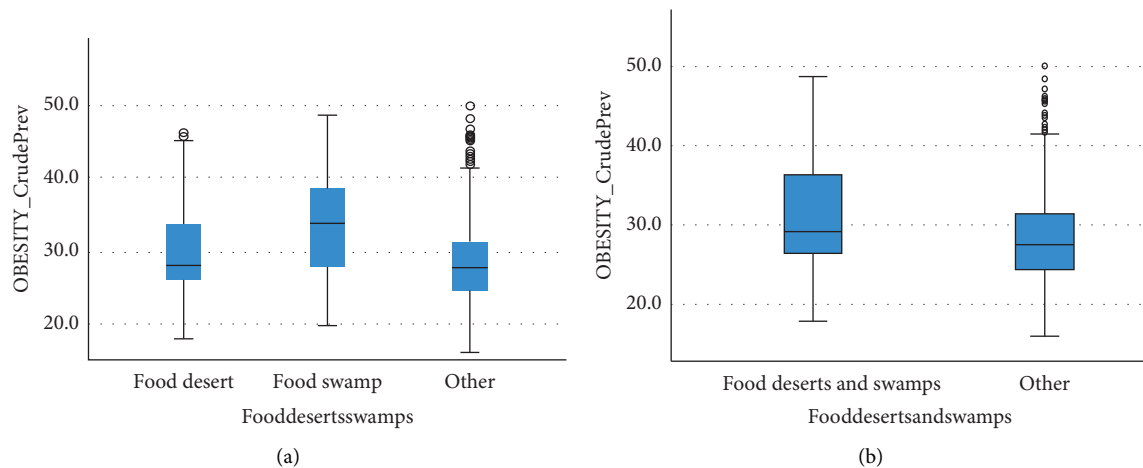 OBESITY_CrudePrev
50.0
40.0
30.0
20.0
Food desert
Food swamp
Other
Fooddesertsswamps
(a)
OBESITY_CrudePrev
50.0
40.0
30.0
20.0
Food deserts and swamps
Other
Fooddesertsandswamps
(b)